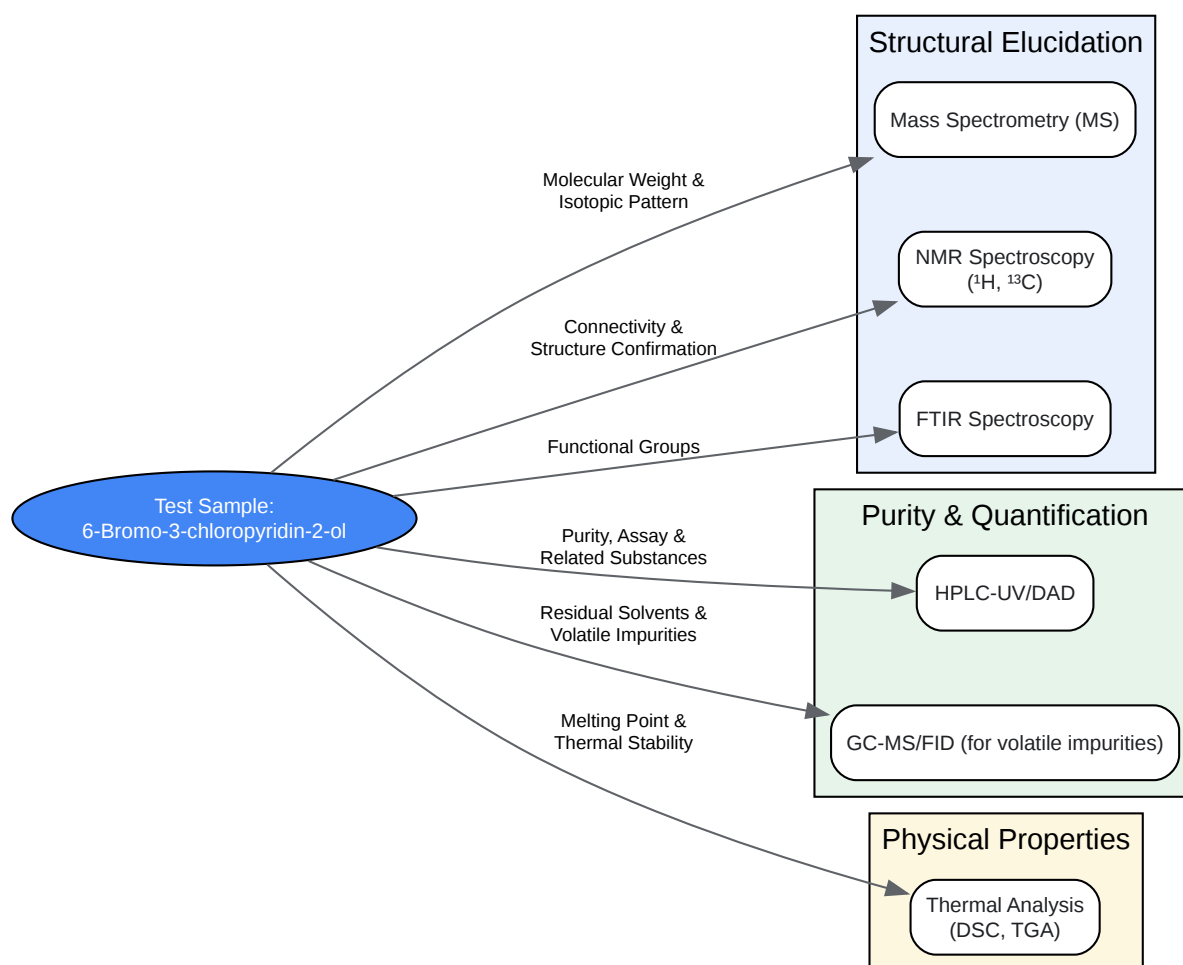 Structural Elucidation
Mass Spectrometry (MS)
Molecular Weight &
Isotopic Pattern
NMR Spectroscopy
(¹H, ¹³C)
Connectivity &
Structure Confirmation
FTIR Spectroscopy
Functional Groups
Test Sample:
6-Bromo-3-chloropyridin-2-ol
Purity & Quantification
Purity, Assay &
Related Substances
HPLC-UV/DAD
Residual Solvents &
Volatile Impurities
GC-MS/FID (for volatile impurities)
Melting Point &
Thermal Stability
Physical Properties
Thermal Analysis
(DSC, TGA)